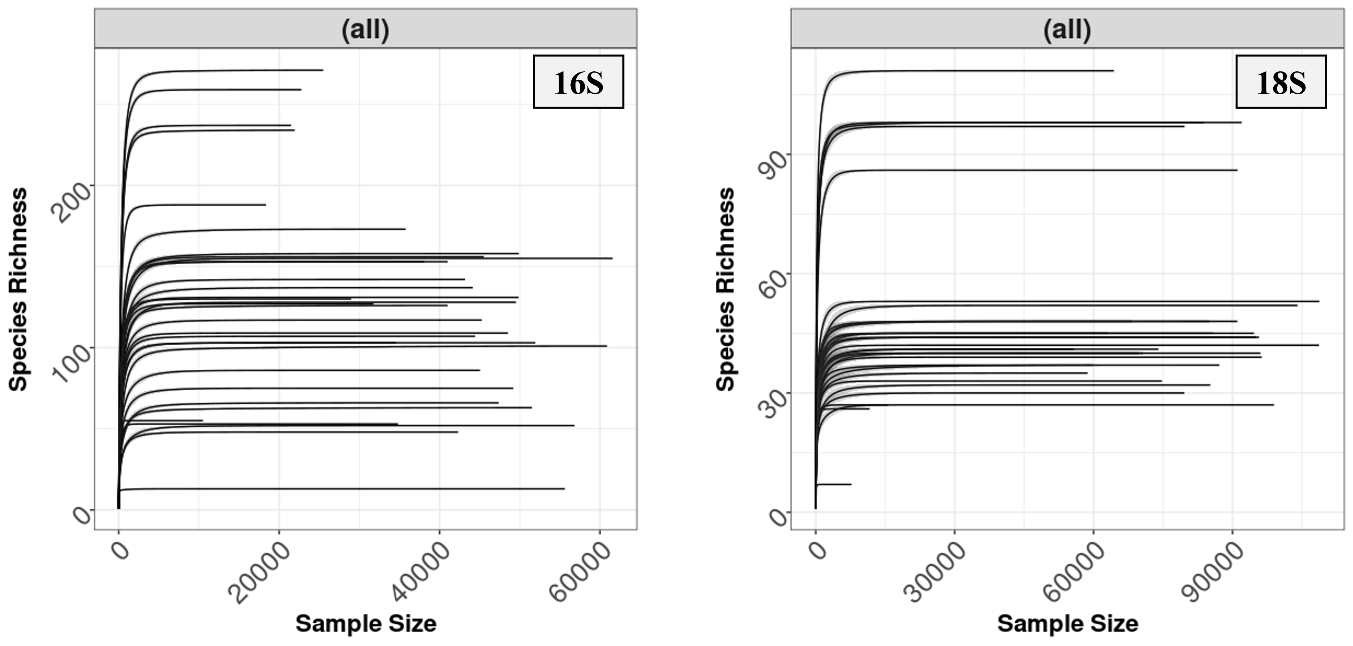 (all)
16S
Species Richness
200
100
0
0
20000
40000
60000
Sample Size
(all)
18S
Species Richness
90
60
30
0
0
30000
60000
90000
Sample Size